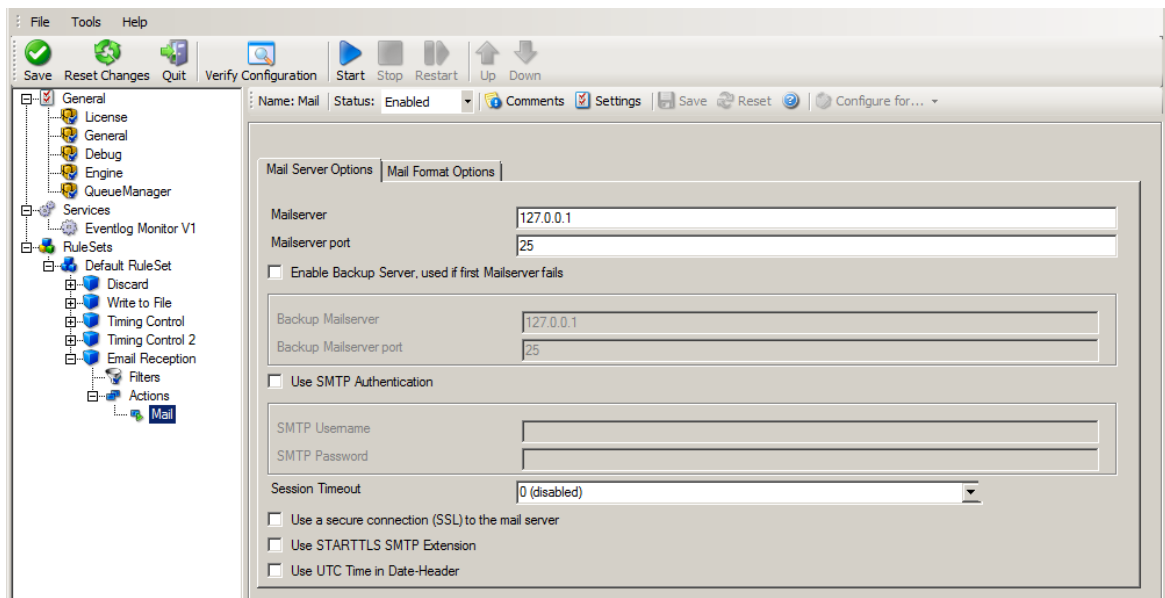 File Tools Help
Save Reset Changes Quit Verify Configuration Start Stop Restart Up Down
General
License
General
Debug
Engine
QueueManager
Services
Eventlog Monitor V1
RuleSets
Default RuleSet
Discard
Write to File
Timing Control
Timing Control 2
Email Reception
Filters
Actions
Mail
Name: Mail Status: Enabled Comments Settings Save Reset Configure for...
Mail Server Options Mail Format Options
Mailserver 127.0.0.1
Mailserver port 25
Enable Backup Server, used if first Mailserver fails
Backup Mailserver 127.0.0.1
Backup Mailserver port 25
Use SMTP Authentication
SMTP Username
SMTP Password
Session Timeout 0 (disabled)
Use a secure connection (SSL) to the mail server
Use STARTTLS SMTP Extension
Use UTC Time in Date-Header